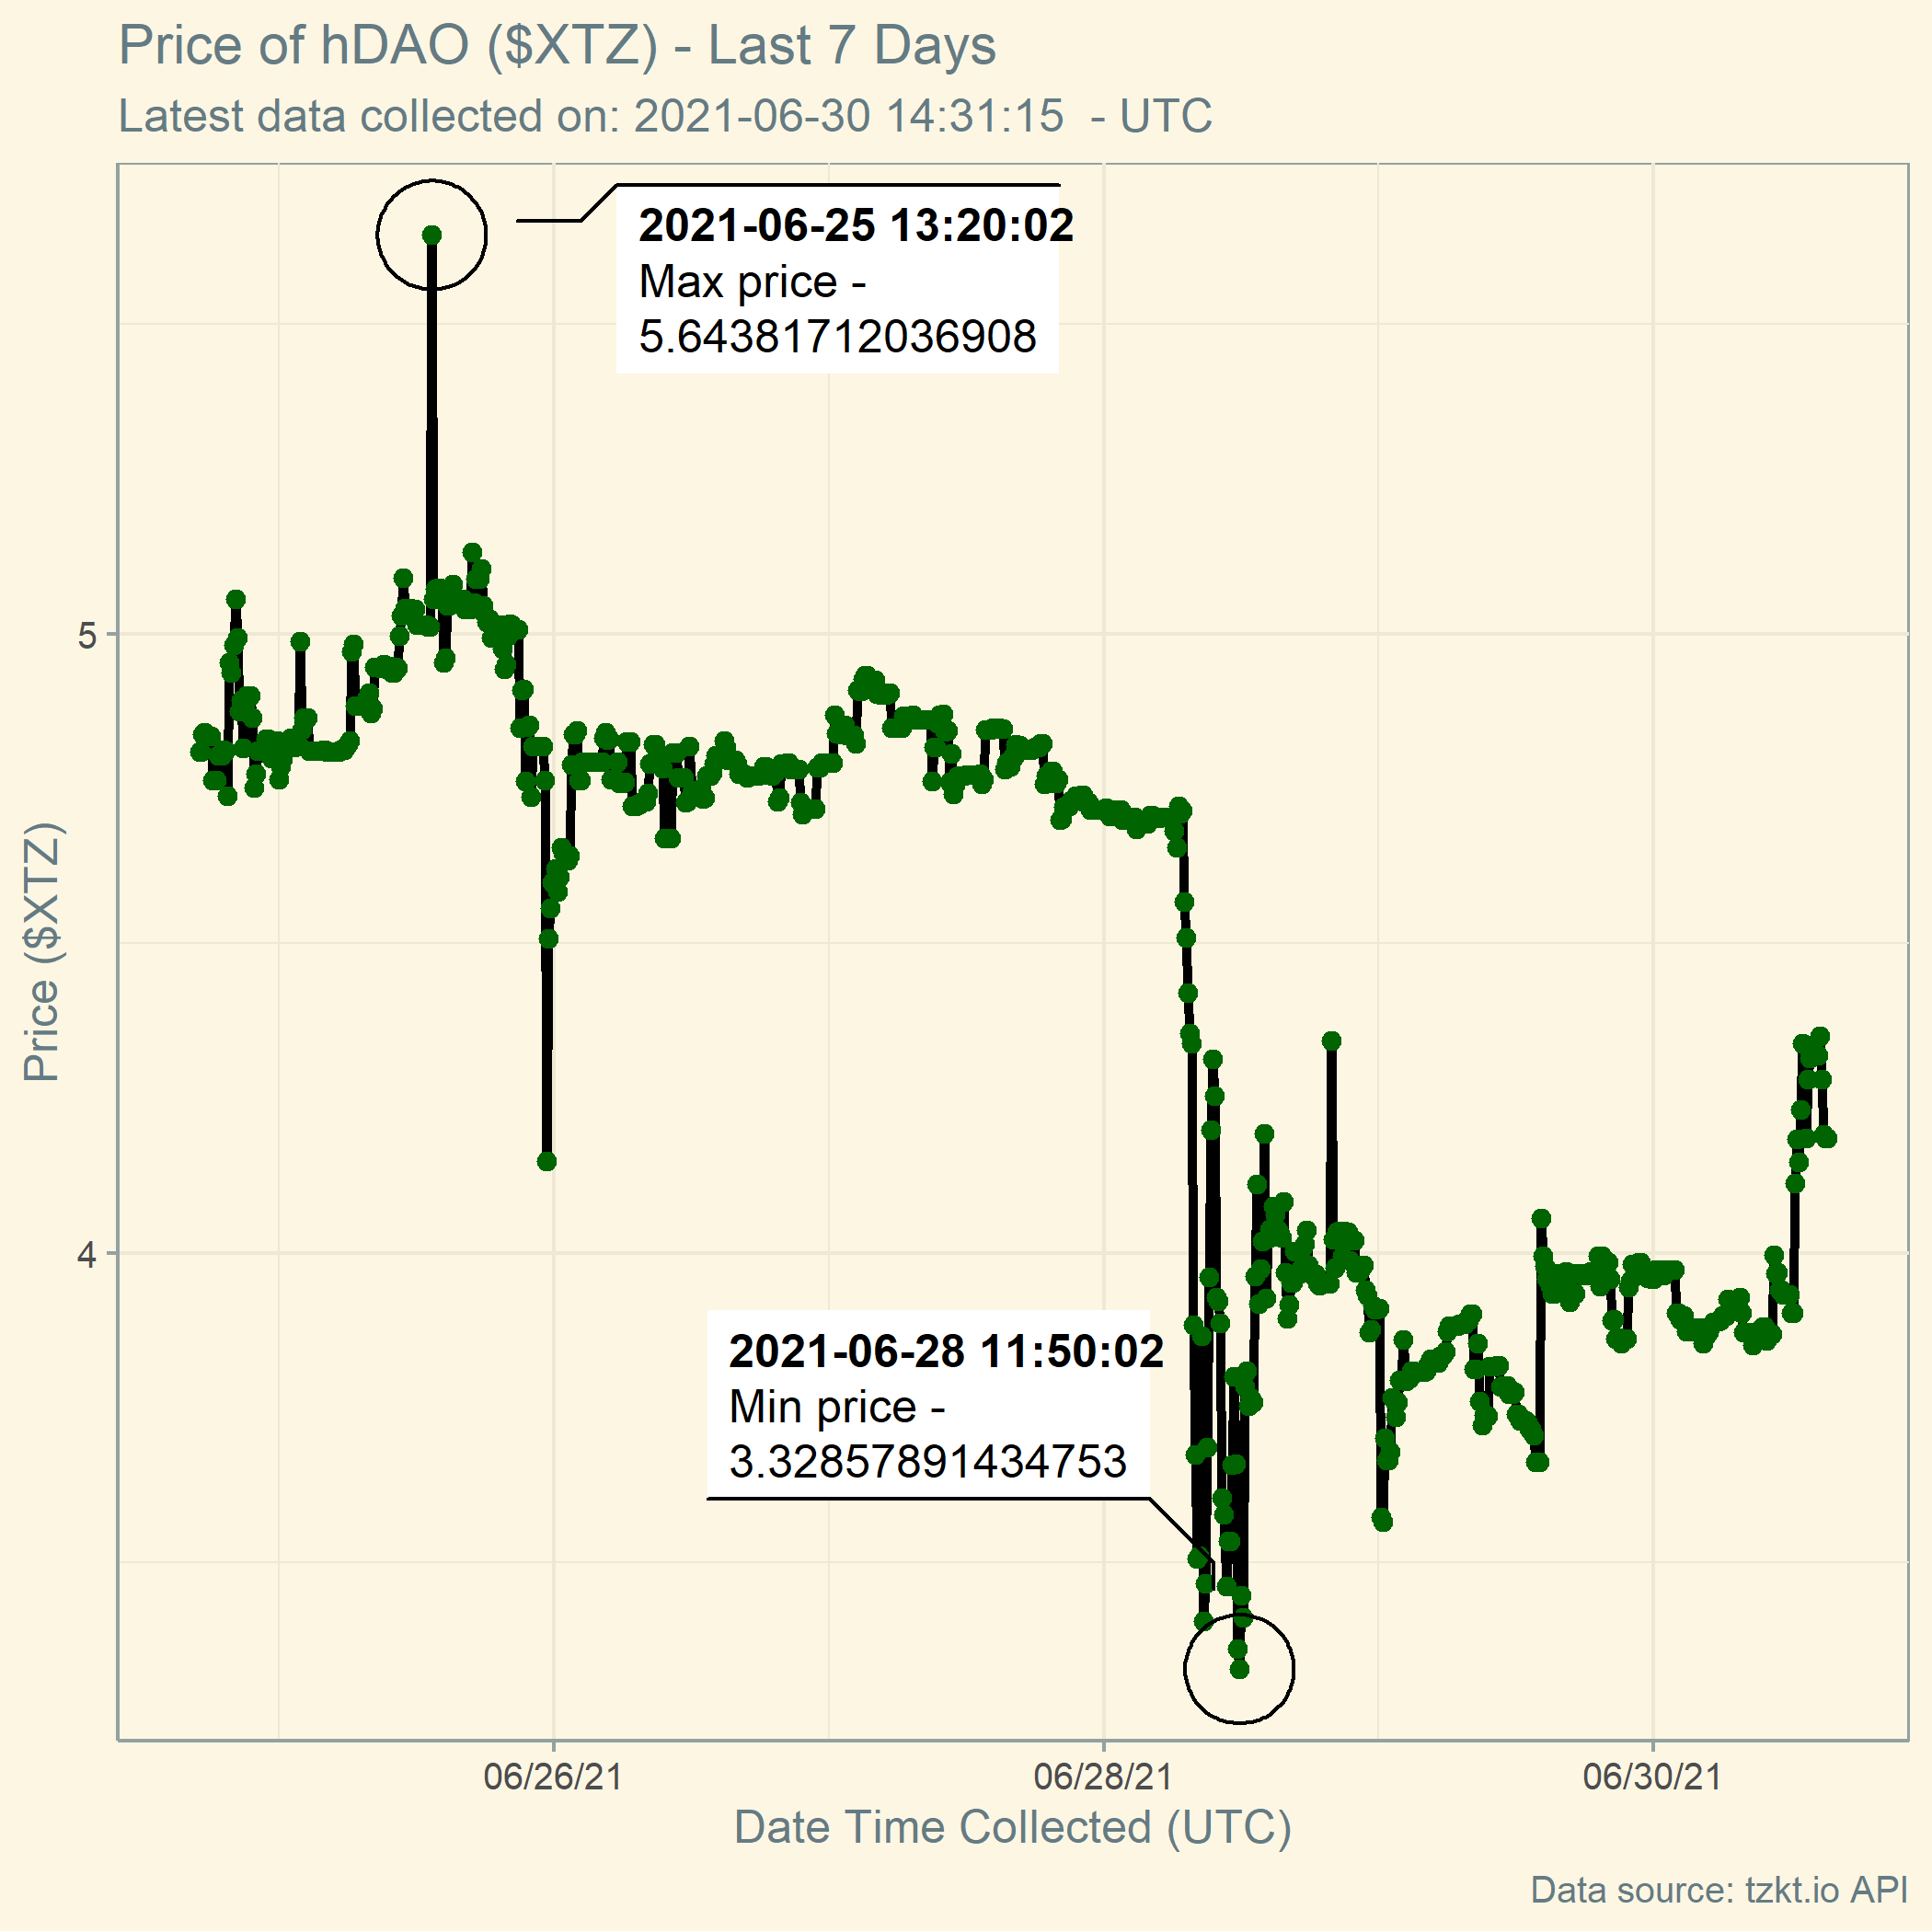 Price of hDAO ($XTZ) - Last 7 Days
Latest data collected on: 2021-06-30 14:31:15  - UTC
2021-06-25 13:20:02
Max price -
5.64381712036908
5
Price ($XTZ)
4
2021-06-28 11:50:02
Min price -
3.32857891434753
06/26/21
06/28/21
06/30/21
Date Time Collected (UTC)
Data source: tzkt.io API